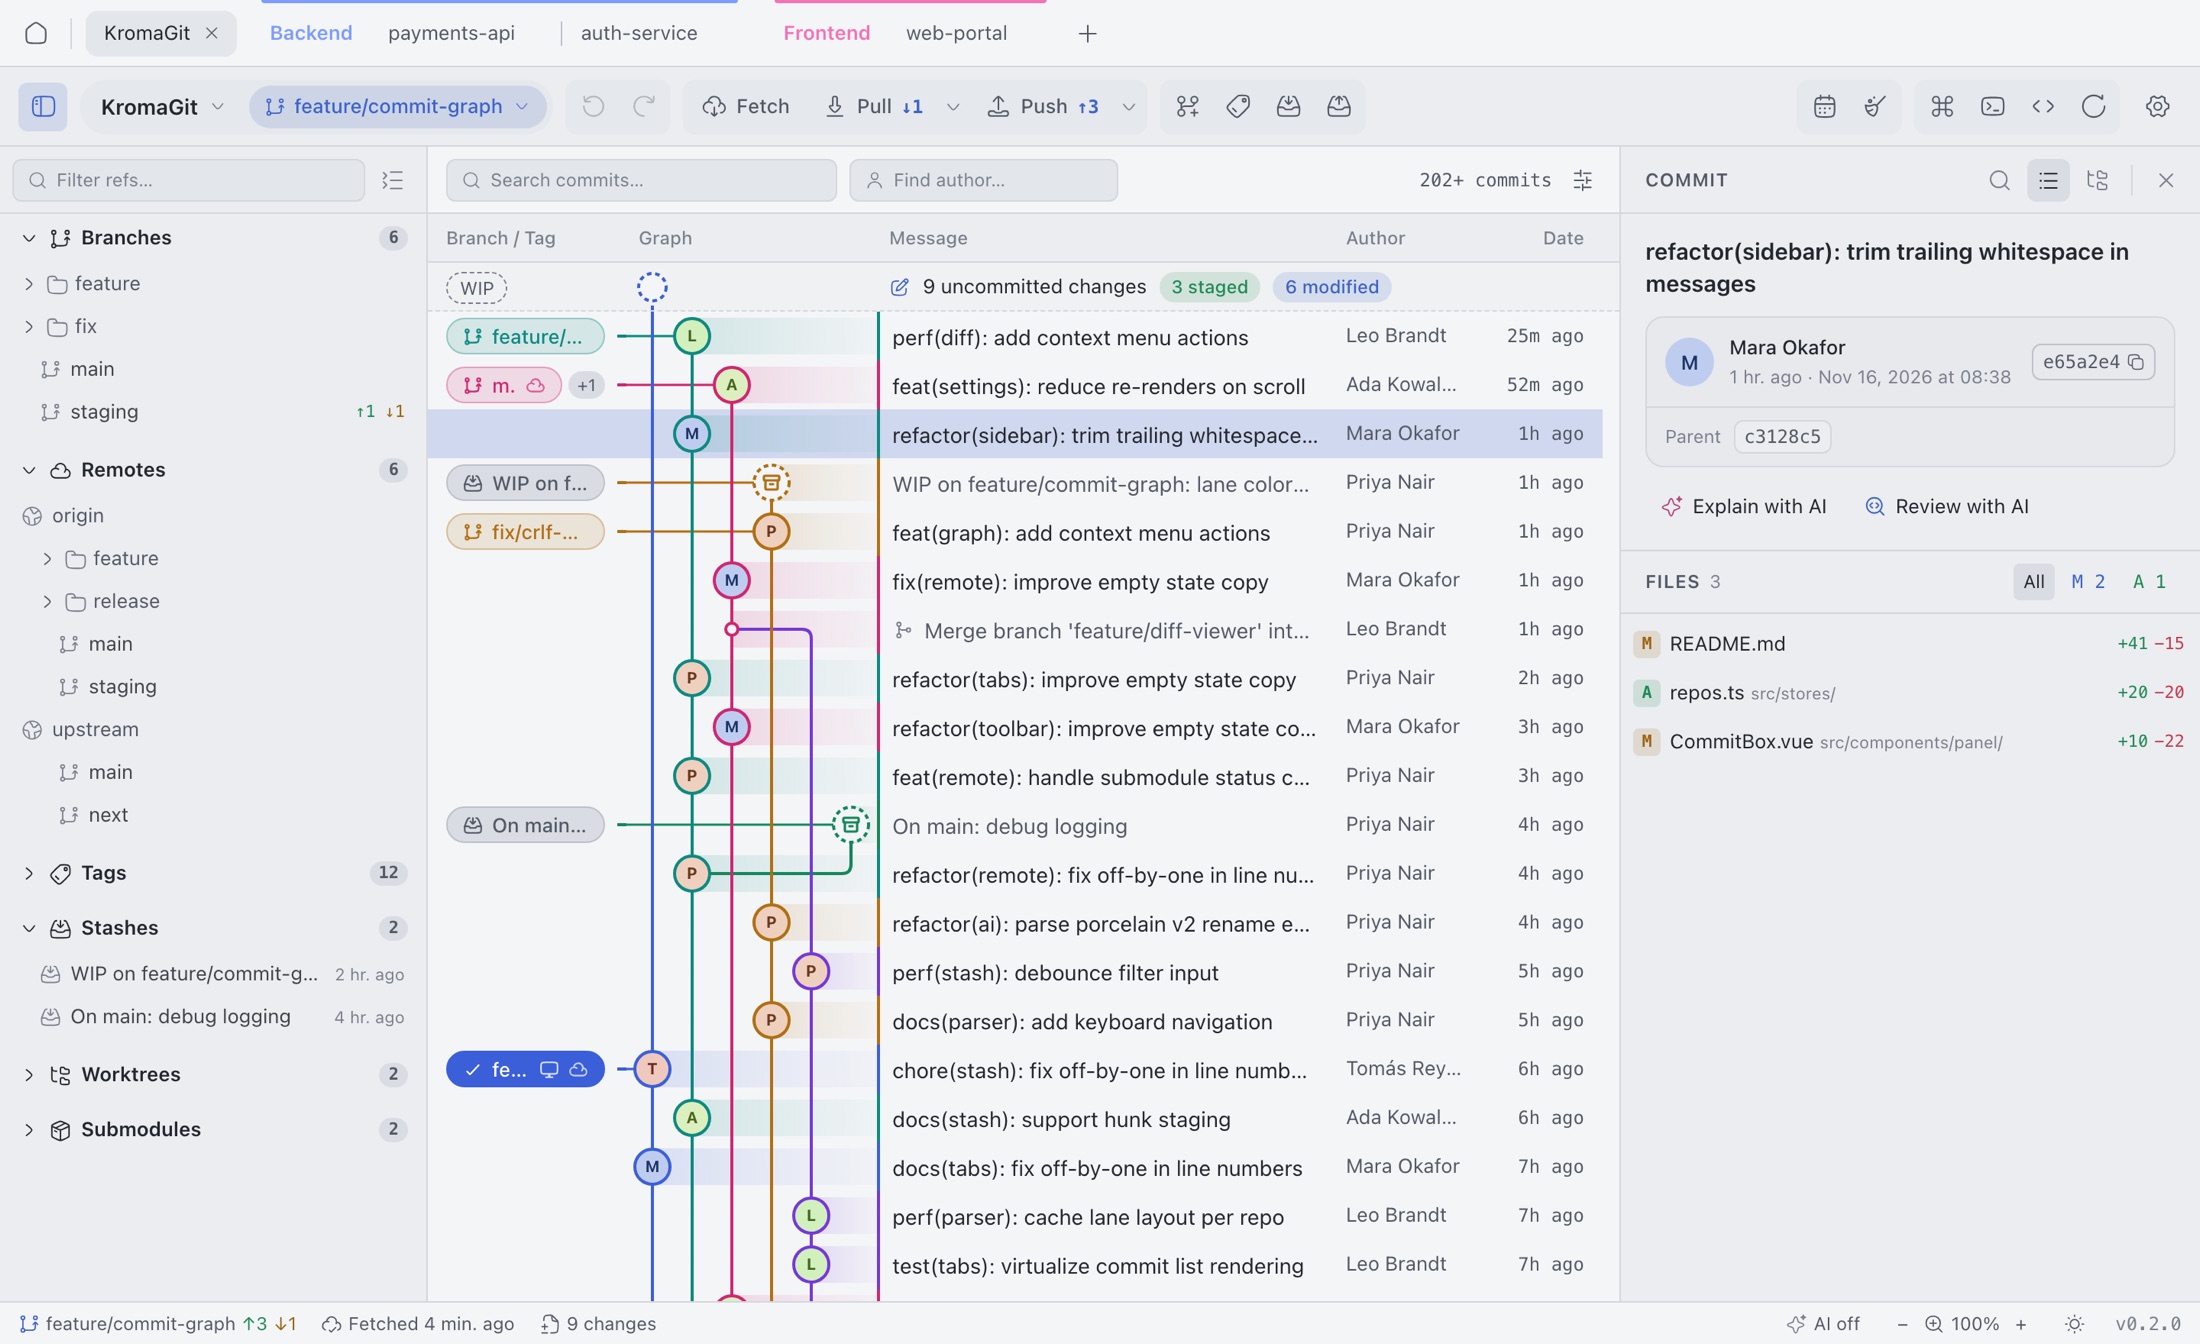 KromaGit
Backend
payments-api
auth-service
Frontend
web-portal
KromaGit
feature/commit-graph
Fetch
Pull ↓1
Push ↑3
Filter refs...
Search commits...
Find author...
202+ commits
COMMIT
Branches 6
feature
fix
main
staging ↑1 ↓1
Remotes 6
origin
feature
release
main
staging
upstream
main
next
Tags 12
Stashes 2
WIP on feature/commit-g... 2 hr. ago
On main: debug logging 4 hr. ago
Worktrees 2
Submodules 2
Branch / Tag Graph Message Author Date
WIP 9 uncommitted changes 3 staged 6 modified
feature/... L perf(diff): add context menu actions Leo Brandt 25m ago
m. +1 A feat(settings): reduce re-renders on scroll Ada Kowal... 52m ago
M refactor(sidebar): trim trailing whitespace... Mara Okafor 1h ago
WIP on f... WIP on feature/commit-graph: lane color... Priya Nair 1h ago
fix/crlf-... P feat(graph): add context menu actions Priya Nair 1h ago
M fix(remote): improve empty state copy Mara Okafor 1h ago
Merge branch 'feature/diff-viewer' int... Leo Brandt 1h ago
P refactor(tabs): improve empty state copy Priya Nair 2h ago
M refactor(toolbar): improve empty state co... Mara Okafor 3h ago
P feat(remote): handle submodule status c... Priya Nair 3h ago
On main... On main: debug logging Priya Nair 4h ago
P refactor(remote): fix off-by-one in line nu... Priya Nair 4h ago
P refactor(ai): parse porcelain v2 rename e... Priya Nair 4h ago
P perf(stash): debounce filter input Priya Nair 5h ago
P docs(parser): add keyboard navigation Priya Nair 5h ago
fe... T chore(stash): fix off-by-one in line numb... Tomás Rey... 6h ago
A docs(stash): support hunk staging Ada Kowal... 6h ago
M docs(tabs): fix off-by-one in line numbers Mara Okafor 7h ago
L perf(parser): cache lane layout per repo Leo Brandt 7h ago
L test(tabs): virtualize commit list rendering Leo Brandt 7h ago
refactor(sidebar): trim trailing whitespace in
messages
M Mara Okafor
1 hr. ago · Nov 16, 2026 at 08:38
e65a2e4
Parent c3128c5
Explain with AI
Review with AI
FILES 3 All M 2 A 1
M README.md +41 −15
A repos.ts src/stores/ +20 −20
M CommitBox.vue src/components/panel/ +10 −22
feature/commit-graph ↑3 ↓1
Fetched 4 min. ago
9 changes
AI off
− 100% +
v0.2.0